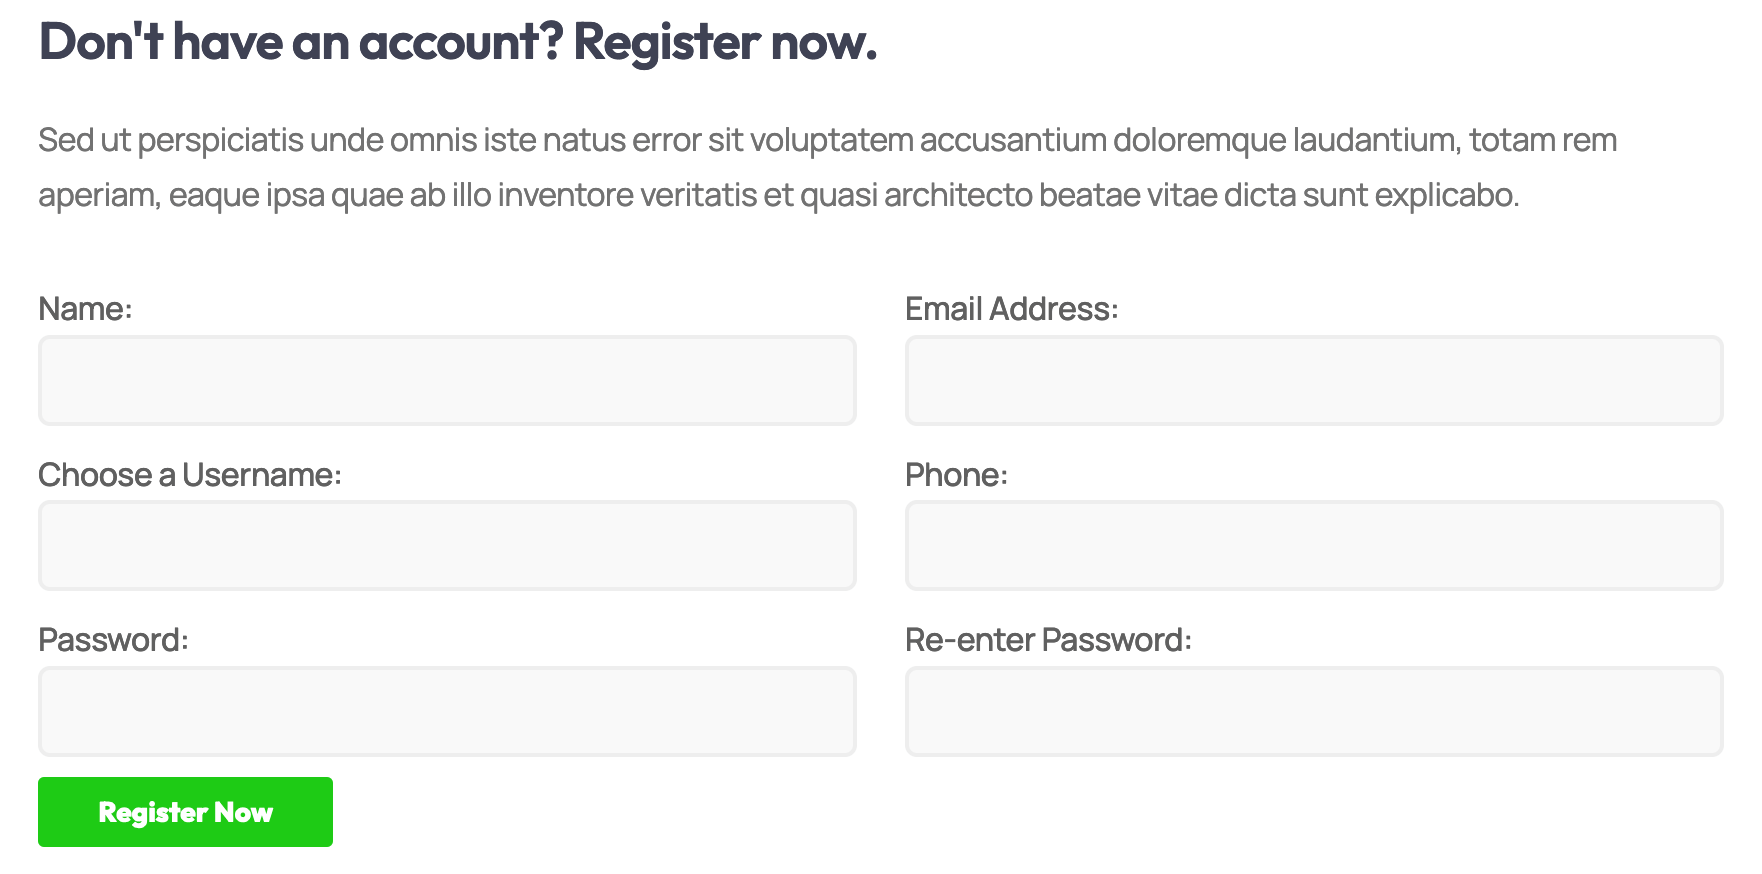 Don't have an account? Register now.
Sed ut perspiciatis unde omnis iste natus error sit voluptatem accusantium doloremque laudantium, totam rem
aperiam, eaque ipsa quae ab illo inventore veritatis et quasi architecto beatae vitae dicta sunt explicabo.
Name:
Email Address:
Choose a Username:
Phone:
Password:
Re-enter Password:
Register Now